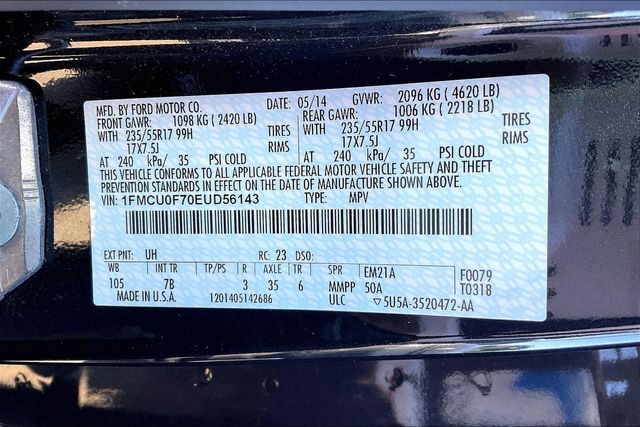 MFD. BY FORD MOTOR CO. DATE: 05/14 GVWR: 2096 KG ( 4620 LB)
FRONT GAWR: 1098 KG ( 2420 LB) REAR GAWR: 1006 KG ( 2218 LB)
WITH 235/55R17 99H TIRES WITH 235/55R17 99H TIRES
17X7.5J RIMS 17X7.5J RIMS
AT 240 kPa/ 35 PSI COLD AT 240 kPa/ 35 PSI COLD
THIS VEHICLE CONFORMS TO ALL APPLICABLE FEDERAL MOTOR VEHICLE SAFETY AND THEFT
PREVENTION STANDARDS IN EFFECT ON THE DATE OF MANUFACTURE SHOWN ABOVE.
VIN: 1FMCU0F70EUD56143 TYPE: MPV
EXT PNT: UH RC: 23 DSO:
WB INT TR TP/PS R AXLE TR SPR EM21A F0079
105 7B 3 35 6 MMPP 50A T0318
MADE IN U.S.A. 1201405142686 ULC ▽5U5A-3520472-AA